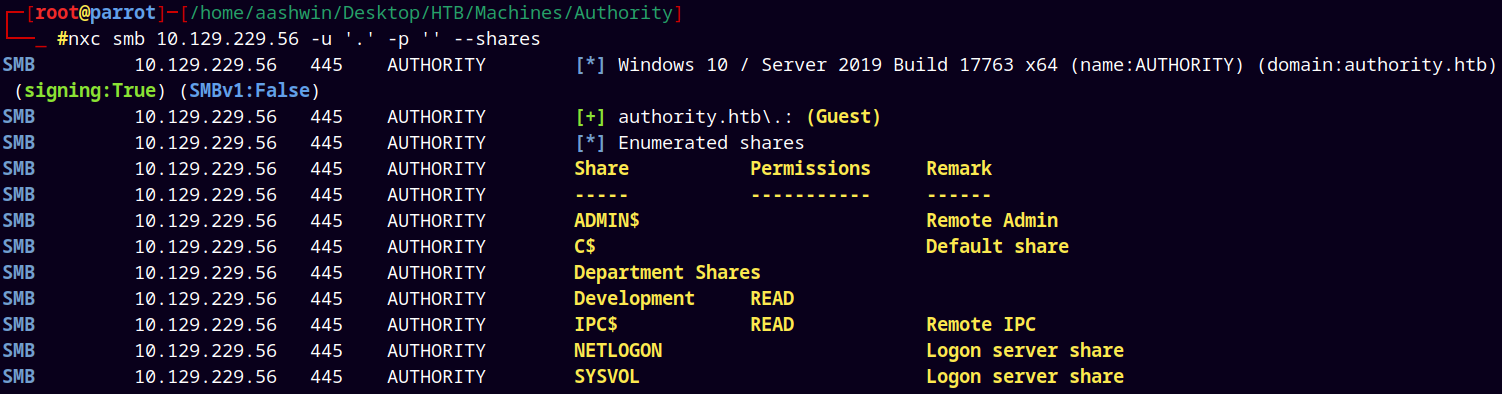 ┌─[root@parrot]─[/home/aashwin/Desktop/HTB/Machines/Authority]
└──╼ #nxc smb 10.129.229.56 -u '.' -p '' --shares
SMB         10.129.229.56   445    AUTHORITY        [*] Windows 10 / Server 2019 Build 17763 x64 (name:AUTHORITY) (domain:authority.htb)
(signing:True) (SMBv1:False)
SMB         10.129.229.56   445    AUTHORITY        [+] authority.htb\.: (Guest)
SMB         10.129.229.56   445    AUTHORITY        [*] Enumerated shares
SMB         10.129.229.56   445    AUTHORITY        Share           Permissions     Remark
SMB         10.129.229.56   445    AUTHORITY        -----           -----------     ------
SMB         10.129.229.56   445    AUTHORITY        ADMIN$                          Remote Admin
SMB         10.129.229.56   445    AUTHORITY        C$                              Default share
SMB         10.129.229.56   445    AUTHORITY        Department Shares
SMB         10.129.229.56   445    AUTHORITY        Development     READ
SMB         10.129.229.56   445    AUTHORITY        IPC$            READ            Remote IPC
SMB         10.129.229.56   445    AUTHORITY        NETLOGON                        Logon server share
SMB         10.129.229.56   445    AUTHORITY        SYSVOL                          Logon server share